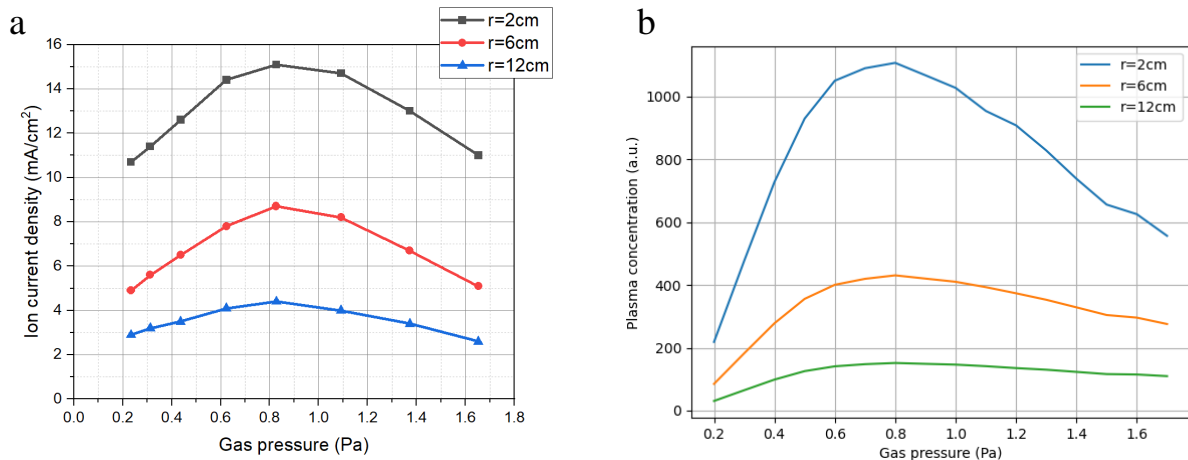 a
r=2cm
r=6cm
r=12cm
Ion current density (mA/cm²)
16
14
12
10
8
6
4
2
0
0.0 0.2 0.4 0.6 0.8 1.0 1.2 1.4 1.6 1.8
Gas pressure (Pa)
b
r=2cm
r=6cm
r=12cm
Plasma concentration (a.u.)
1000
800
600
400
200
0
0.2 0.4 0.6 0.8 1.0 1.2 1.4 1.6
Gas pressure (Pa)